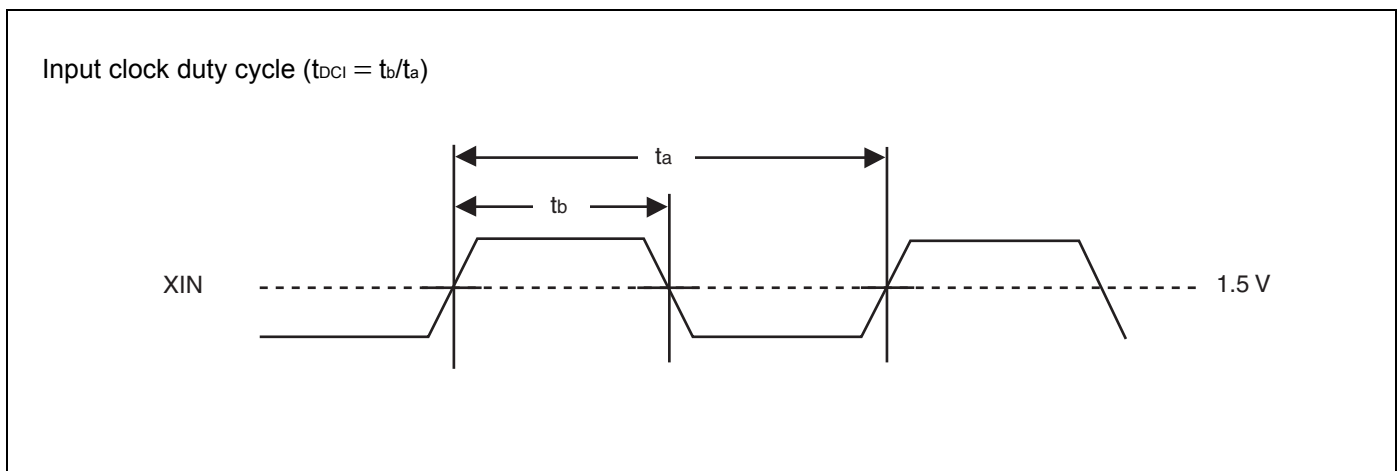 Input clock duty cycle (tDCI = tb/ta)
ta
tb
XIN
1.5 V